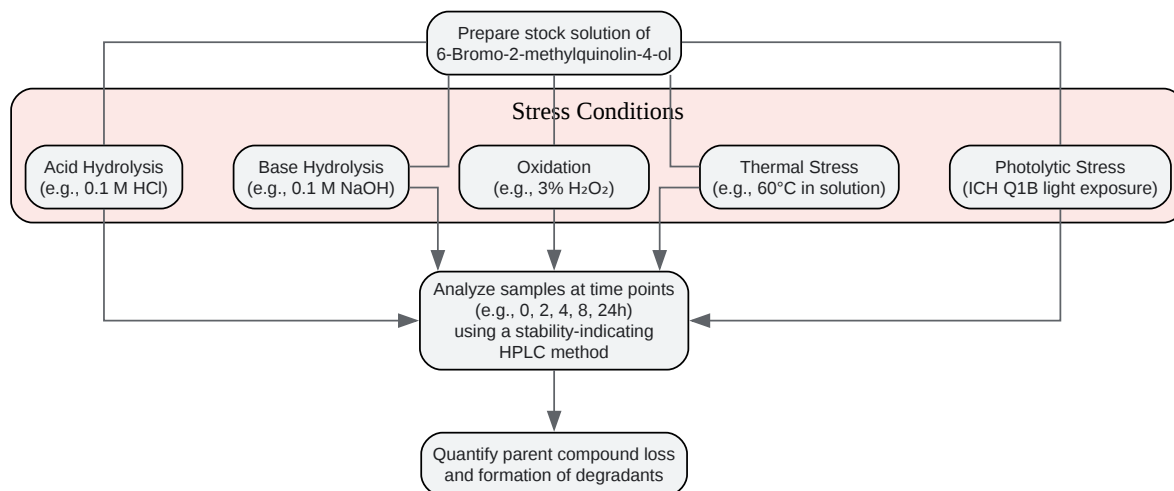 Prepare stock solution of
6-Bromo-2-methylquinolin-4-ol
Stress Conditions
Acid Hydrolysis
(e.g., 0.1 M HCl)
Base Hydrolysis
(e.g., 0.1 M NaOH)
Oxidation
(e.g., 3% H₂O₂)
Thermal Stress
(e.g., 60°C in solution)
Photolytic Stress
(ICH Q1B light exposure)
Analyze samples at time points
(e.g., 0, 2, 4, 8, 24h)
using a stability-indicating
HPLC method
Quantify parent compound loss
and formation of degradants